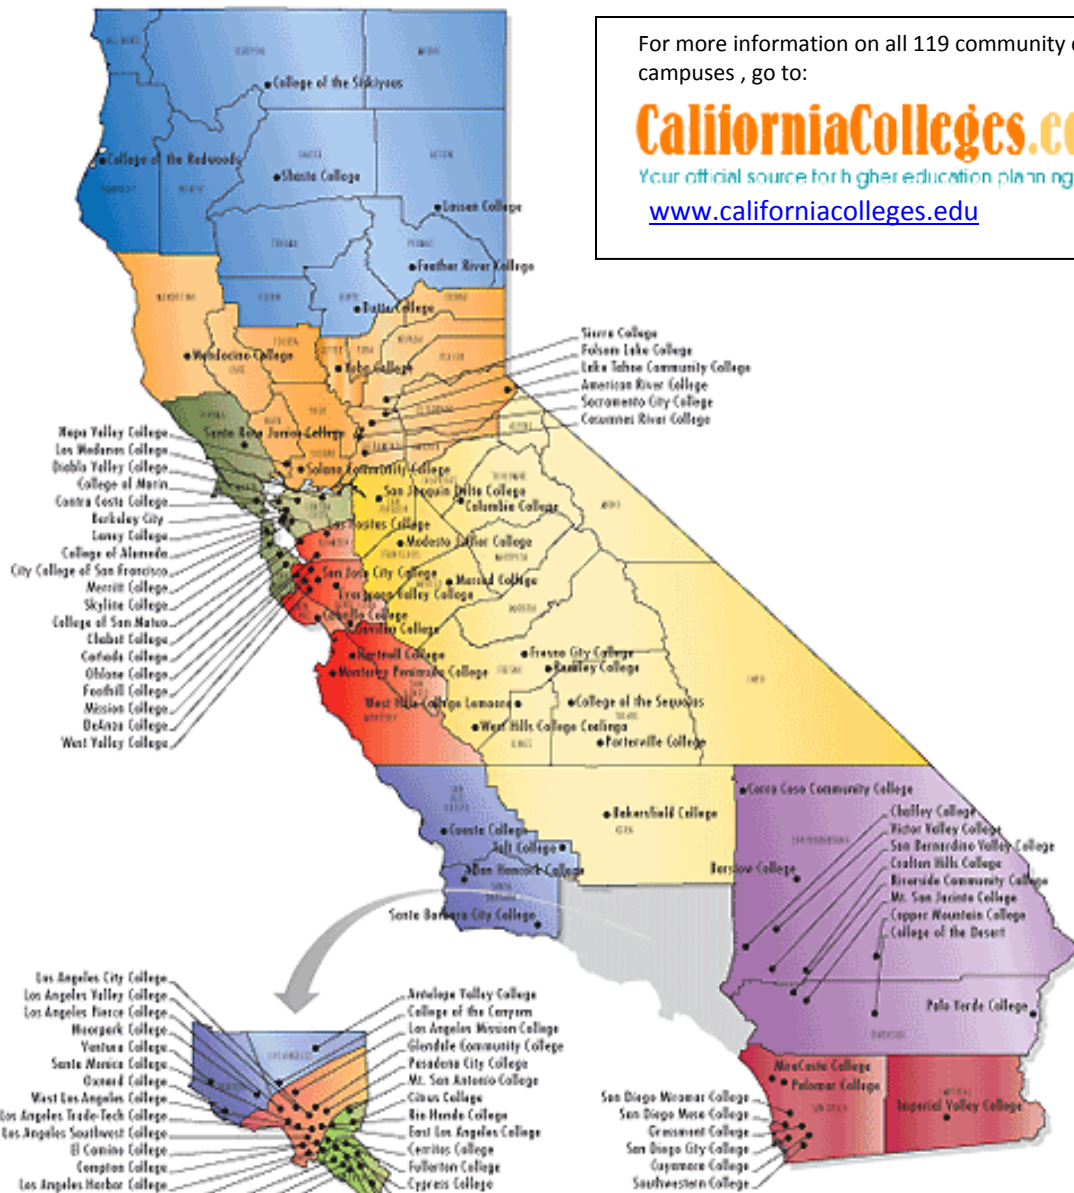 For more information on all 119 community
campuses , go to:
CaliforniaColleges.e
Your official source for higher education planning
www.californiacolleges.edu
College of the Siskiyous
College of the Redwoods
Shasta College
Lassen College
Feather River College
Butte College
Mendocino College
Yuba College
Sierra College
Folsom Lake College
Lake Tahoe Community College
American River College
Sacramento City College
Cosumnes River College
Santa Rosa Junior College
Solano Community College
Napa Valley College
Los Medanos College
Diablo Valley College
College of Marin
Contra Costa College
Berkeley City
Laney College
College of Alameda
City College of San Francisco
Merritt College
Skyline College
College of San Mateo
Chabot College
Cañada College
Ohlone College
Foothill College
Mission College
DeAnza College
West Valley College
San Joaquin Delta College
Columbia College
Las Positas College
Modesto Junior College
San Jose City College
Merced College
Evergreen Valley College
Cabrillo College
Gavilan College
Hartnell College
Monterey Peninsula College
Fresno City College
Reedley College
West Hills College Lemoore
College of the Sequoias
West Hills College Coalinga
Porterville College
Bakersfield College
Cuesta College
Taft College
Allan Hancock College
Santa Barbara City College
Cerro Coso Community College
Chaffey College
Victor Valley College
San Bernardino Valley College
Crafton Hills College
Barstow College
Riverside Community College
Mt. San Jacinto College
Copper Mountain College
College of the Desert
Palo Verde College
MiraCosta College
Palomar College
Imperial Valley College
San Diego Miramar College
San Diego Mesa College
Grossmont College
San Diego City College
Cuyamaca College
Southwestern College
Los Angeles City College
Los Angeles Valley College
Los Angeles Pierce College
Moorpark College
Ventura College
Santa Monica College
Oxnard College
West Los Angeles College
Los Angeles Trade-Tech College
Los Angeles Southwest College
El Camino College
Compton College
Los Angeles Harbor College
Antelope Valley College
College of the Canyons
Los Angeles Mission College
Glendale Community College
Pasadena City College
Mt. San Antonio College
Citrus College
Rio Hondo College
East Los Angeles College
Cerritos College
Fullerton College
Cypress College